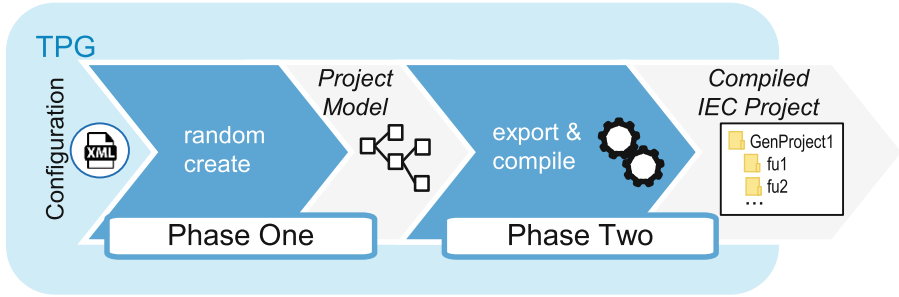 TPG
Configuration
XML
random
create
Phase One
Project
Model
export &
compile
Phase Two
Compiled
IEC Project
GenProject1
fu1
fu2
...